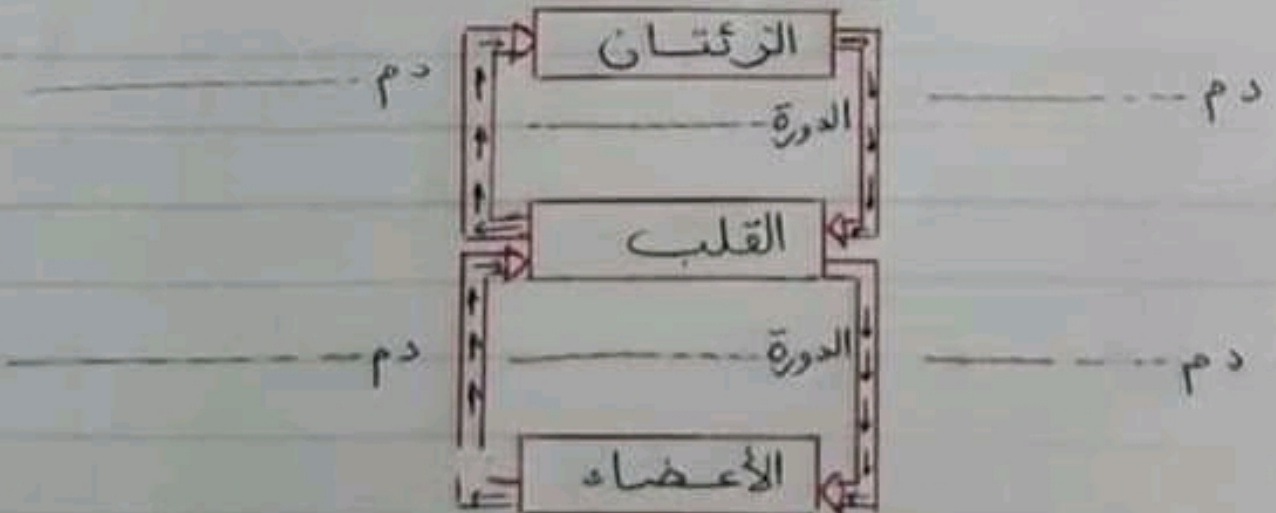 الرئتان
دم --- دم ---
الدورة ---
القلب
الدورة ---
دم --- دم ---
الأعضاء